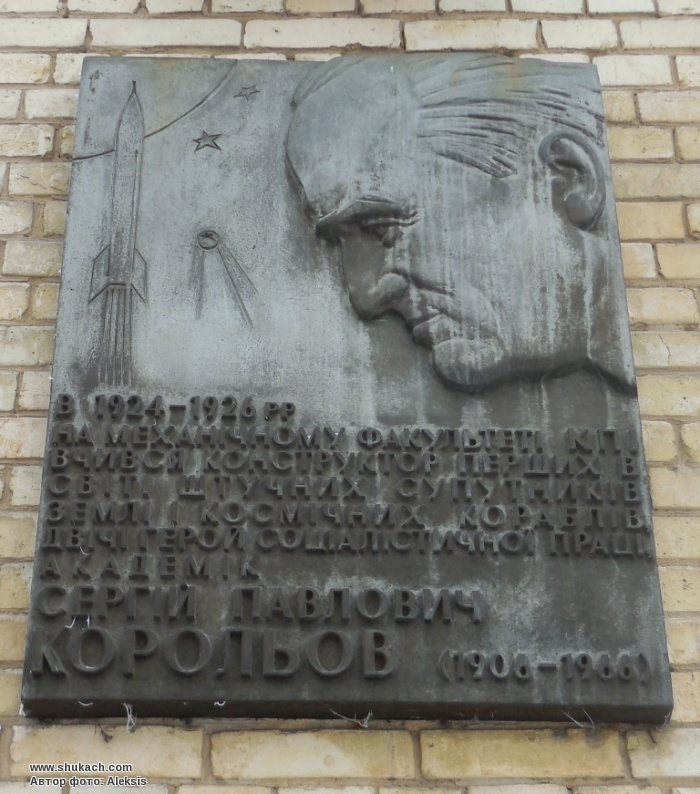 В 1924–1926 РР
НА МЕХАНІЧНОМУ ФАКУЛЬТЕТІ КПІ
ВЧИВСЯ КОНСТРУКТОР ПЕРШИХ В
СВІТІ ШТУЧНИХ СУПУТНИКІВ
ЗЕМЛІ І КОСМІЧНИХ КОРАБЛІВ,
ДВІЧІ ГЕРОЙ СОЦІАЛІСТИЧНОЇ ПРАЦІ,
АКАДЕМІК
СЕРГІЙ ПАВЛОВИЧ
КОРОЛЬОВ (1906–1966)
www.shukach.com
Автор фото: Aleksis